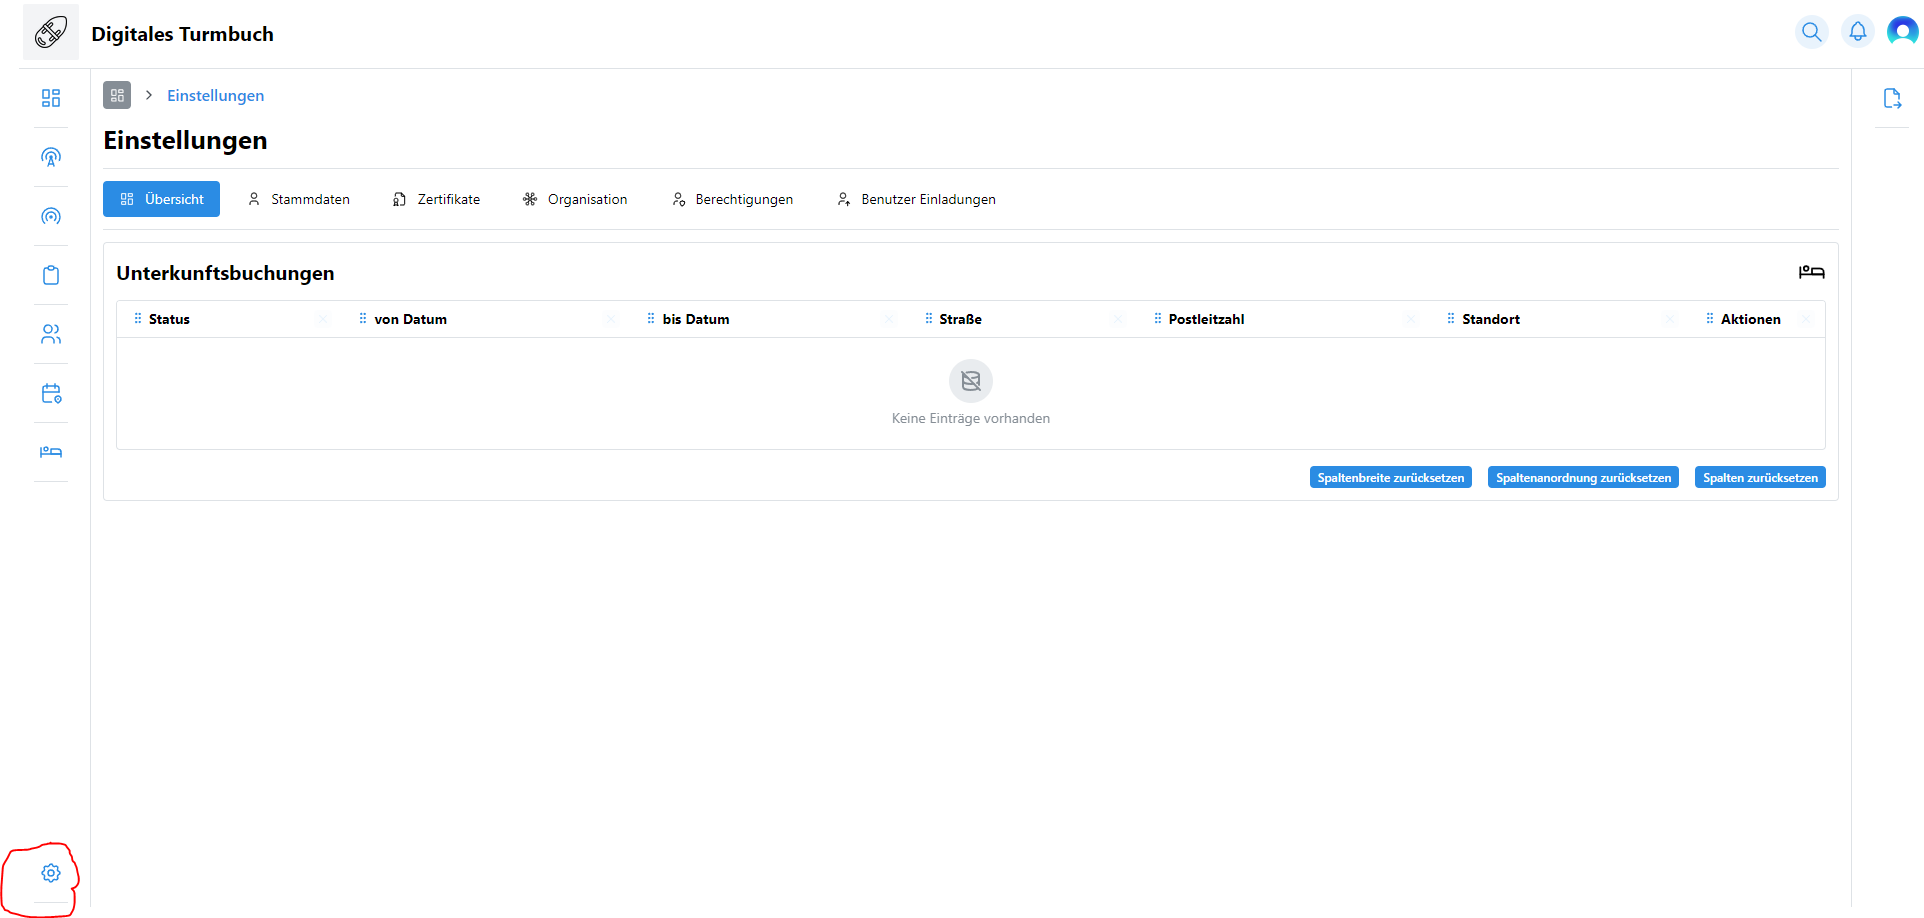 Digitales Turmbuch
Einstellungen
Einstellungen
Übersicht Stammdaten Zertifikate Organisation Berechtigungen Benutzer Einladungen
Unterkunftsbuchungen
Status von Datum bis Datum Straße Postleitzahl Standort Aktionen
Keine Einträge vorhanden
Spaltenbreite zurücksetzen Spaltenanordnung zurücksetzen Spalten zurücksetzen